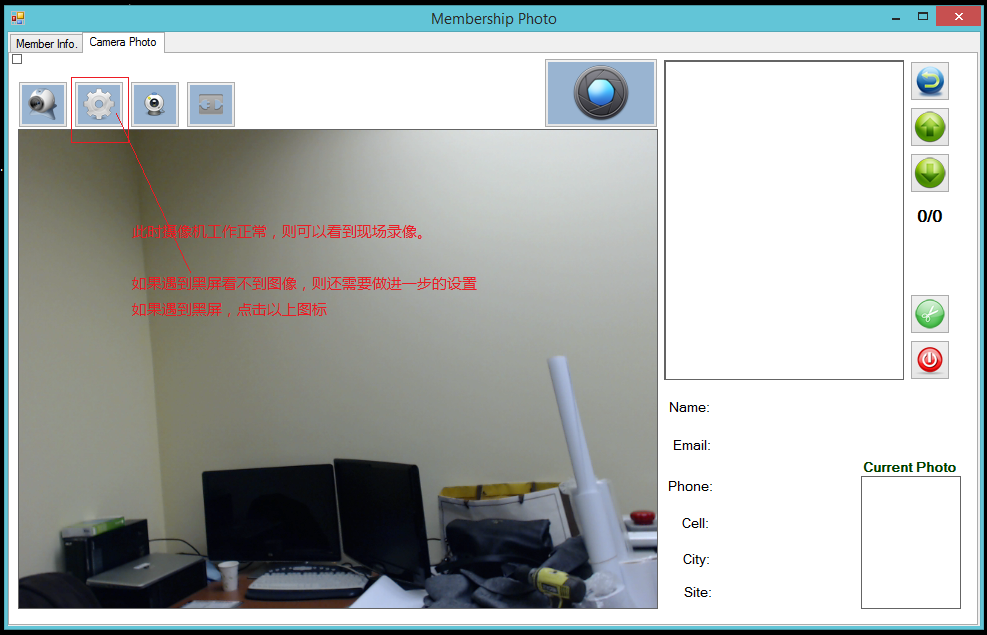 Membership Photo
Member Info.
Camera Photo
此时摄像机工作正常，则可以看到现场录像。
如果遇到黑屏看不到图像，则还需要做进一步的设置
如果遇到黑屏，点击以上图标
0/0
Name:
Email:
Current Photo
Phone:
Cell:
City:
Site: